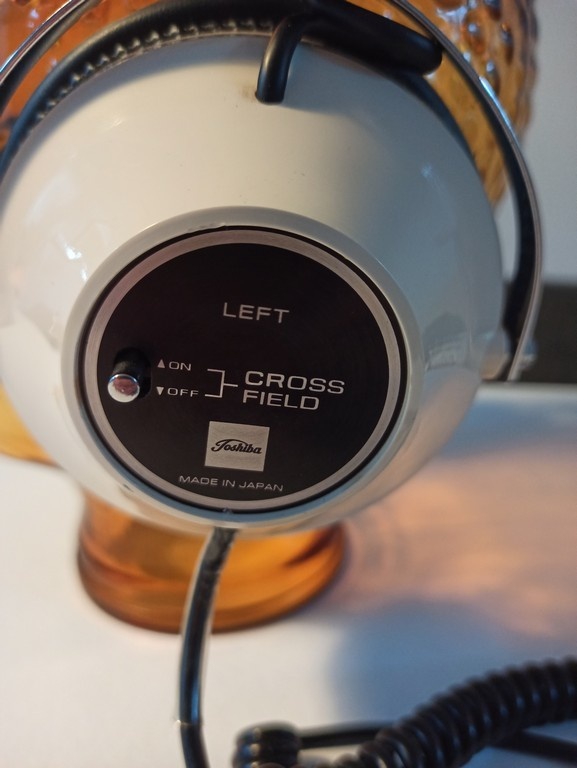 LEFT
▲ON
▼OFF
CROSS
FIELD
Toshiba
MADE IN JAPAN